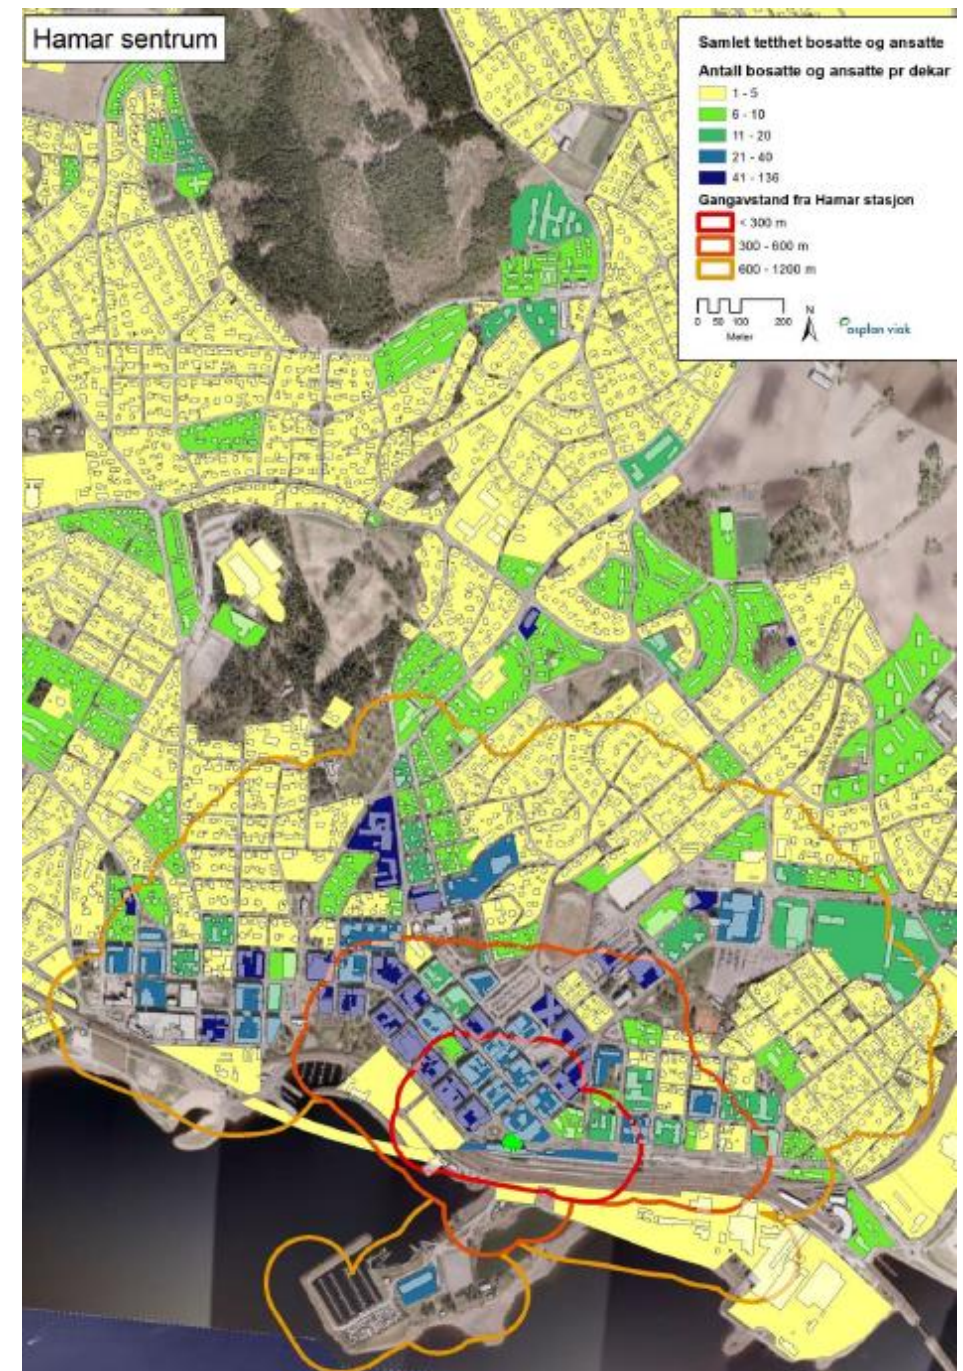 Hamar sentrum
Samlet tetthet bosatte og ansatte
Antall bosatte og ansatte pr dekar
1 - 5
6 - 10
11 - 20
21 - 40
41 - 136
Gangavstand fra Hamar stasjon
< 300 m
300 - 600 m
600 - 1200 m
0 50 100 200
Meter
N
asplan viak